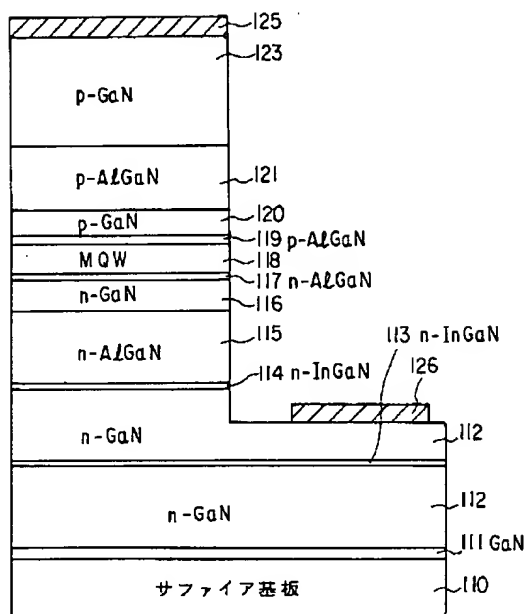 125
123
p-GaN
p-AlGaN
121
p-GaN
120
119 p-AlGaN
MQW
118
117 n-AlGaN
n-GaN
116
115
113 n-InGaN
n-AlGaN
114 n-InGaN
126
n-GaN
112
n-GaN
112
111 GaN
サファイア基板
110